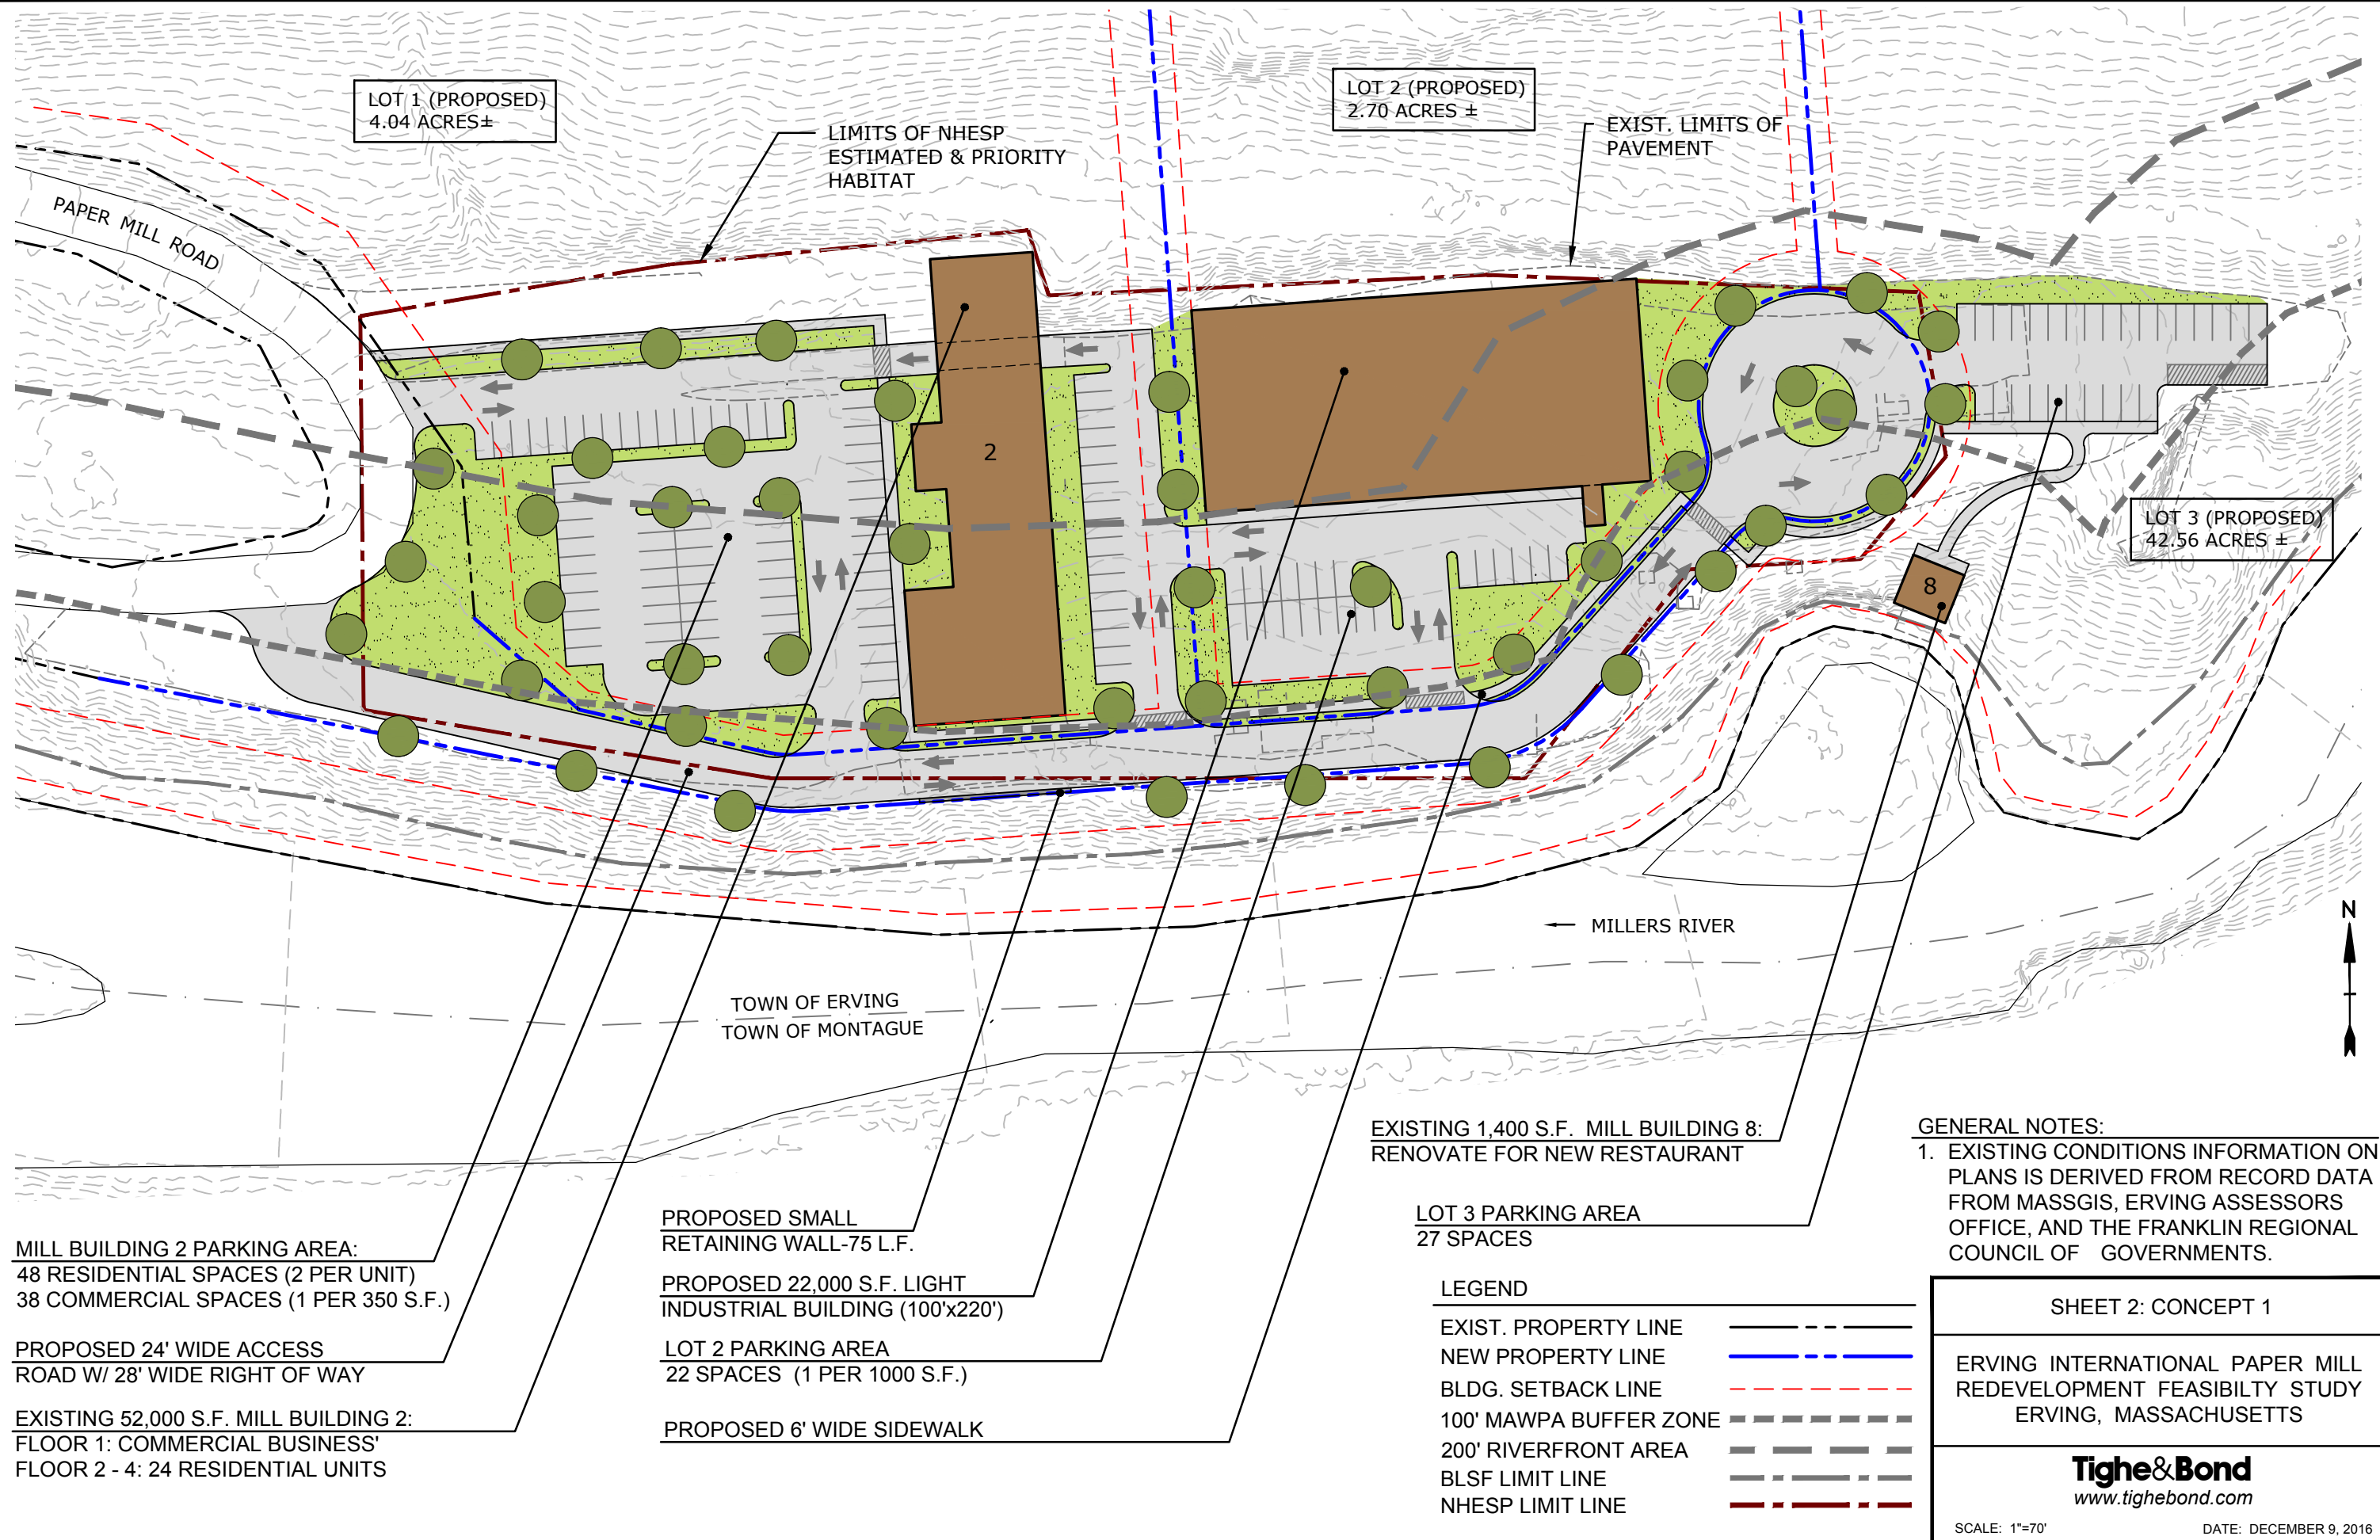 LOT 1 (PROPOSED)
4.04 ACRES±
LIMITS OF NHESP
ESTIMATED & PRIORITY
HABITAT
LOT 2 (PROPOSED)
2.70 ACRES ±
EXIST. LIMITS OF
PAVEMENT
PAPER MILL ROAD
2
8
LOT 3 (PROPOSED)
42.56 ACRES ±
MILLERS RIVER
N
TOWN OF ERVING
TOWN OF MONTAGUE
MILL BUILDING 2 PARKING AREA:
48 RESIDENTIAL SPACES (2 PER UNIT)
38 COMMERCIAL SPACES (1 PER 350 S.F.)
PROPOSED 24' WIDE ACCESS
ROAD W/ 28' WIDE RIGHT OF WAY
EXISTING 52,000 S.F. MILL BUILDING 2:
FLOOR 1: COMMERCIAL BUSINESS'
FLOOR 2 - 4: 24 RESIDENTIAL UNITS
PROPOSED SMALL
RETAINING WALL-75 L.F.
PROPOSED 22,000 S.F. LIGHT
INDUSTRIAL BUILDING (100'x220')
LOT 2 PARKING AREA
22 SPACES (1 PER 1000 S.F.)
PROPOSED 6' WIDE SIDEWALK
EXISTING 1,400 S.F. MILL BUILDING 8:
RENOVATE FOR NEW RESTAURANT
LOT 3 PARKING AREA
27 SPACES
LEGEND
EXIST. PROPERTY LINE
NEW PROPERTY LINE
BLDG. SETBACK LINE
100' MAWPA BUFFER ZONE
200' RIVERFRONT AREA
BLSF LIMIT LINE
NHESP LIMIT LINE
GENERAL NOTES:
1. EXISTING CONDITIONS INFORMATION ON
PLANS IS DERIVED FROM RECORD DATA
FROM MASSGIS, ERVING ASSESSORS
OFFICE, AND THE FRANKLIN REGIONAL
COUNCIL OF GOVERNMENTS.
SHEET 2: CONCEPT 1
ERVING INTERNATIONAL PAPER MILL
REDEVELOPMENT FEASIBILTY STUDY
ERVING, MASSACHUSETTS
Tighe&Bond
www.tighebond.com
SCALE: 1"=70'
DATE: DECEMBER 9, 2016